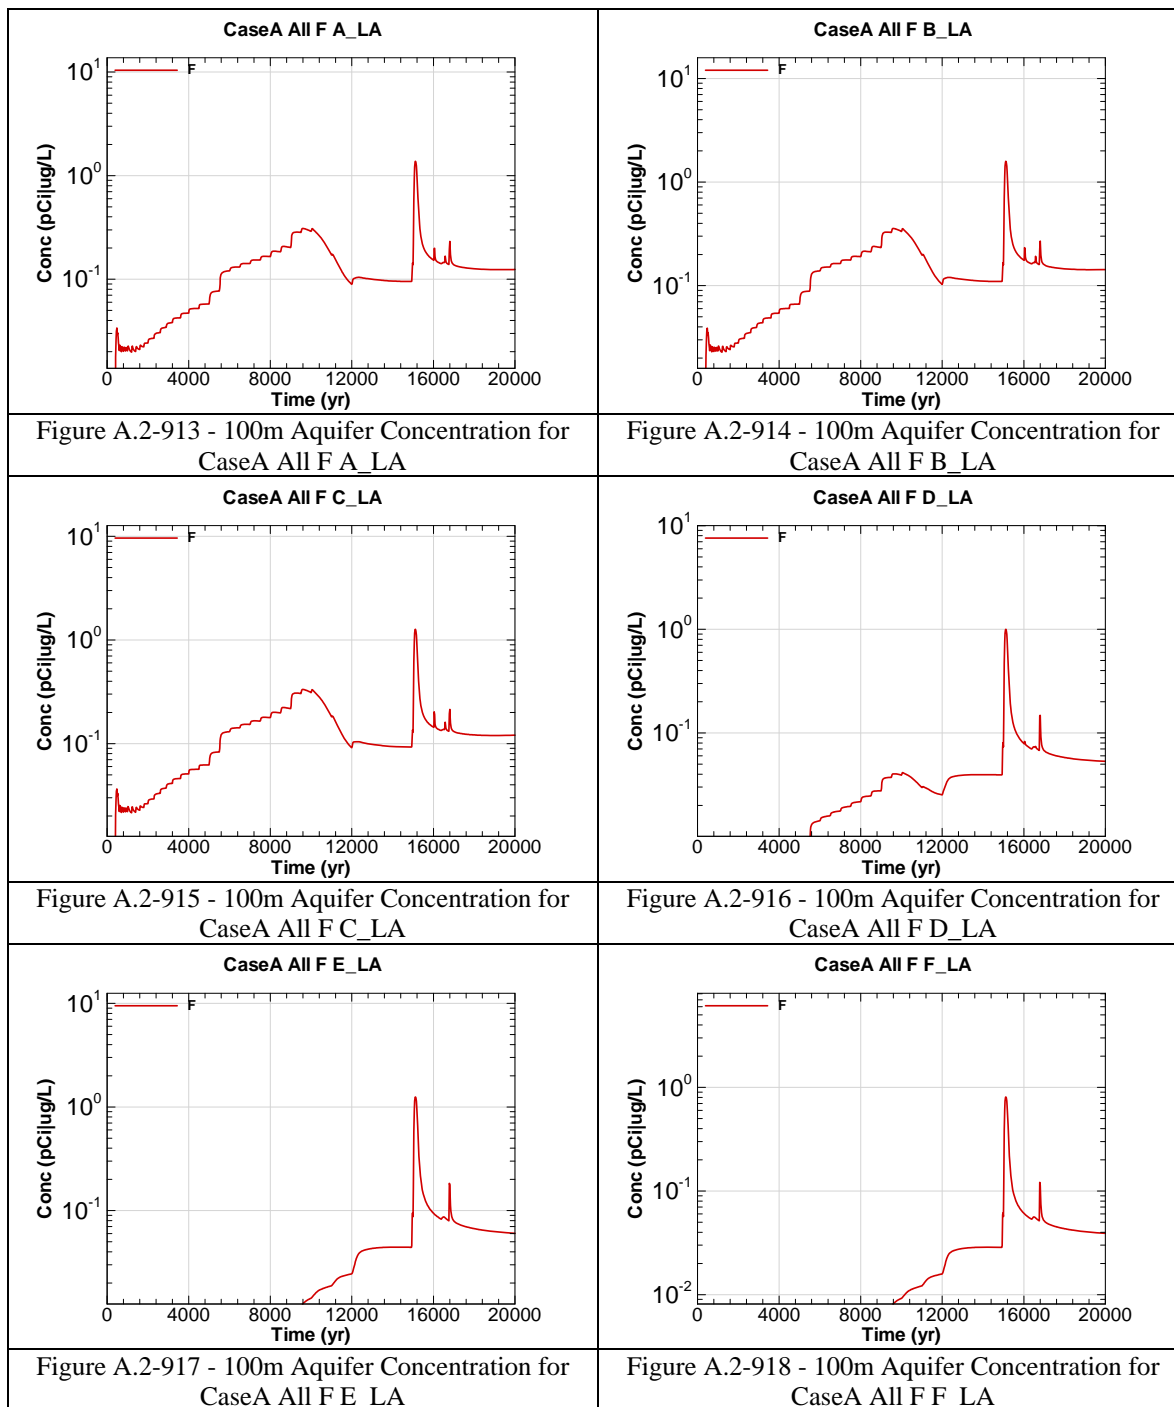 CaseA All F A_LA
F
Conc (pCi|ug/L)
10^1
10^0
10^-1
0 4000 8000 12000 16000 20000
Time (yr)
Figure A.2-913 - 100m Aquifer Concentration for
CaseA All F A_LA
CaseA All F B_LA
F
Conc (pCi|ug/L)
10^1
10^0
10^-1
0 4000 8000 12000 16000 20000
Time (yr)
Figure A.2-914 - 100m Aquifer Concentration for
CaseA All F B_LA
CaseA All F C_LA
F
Conc (pCi|ug/L)
10^1
10^0
10^-1
0 4000 8000 12000 16000 20000
Time (yr)
Figure A.2-915 - 100m Aquifer Concentration for
CaseA All F C_LA
CaseA All F D_LA
F
Conc (pCi|ug/L)
10^1
10^0
10^-1
0 4000 8000 12000 16000 20000
Time (yr)
Figure A.2-916 - 100m Aquifer Concentration for
CaseA All F D_LA
CaseA All F E_LA
F
Conc (pCi|ug/L)
10^1
10^0
10^-1
0 4000 8000 12000 16000 20000
Time (yr)
Figure A.2-917 - 100m Aquifer Concentration for
CaseA All F E_LA
CaseA All F F_LA
F
Conc (pCi|ug/L)
10^0
10^-1
10^-2
0 4000 8000 12000 16000 20000
Time (yr)
Figure A.2-918 - 100m Aquifer Concentration for
CaseA All F F_LA